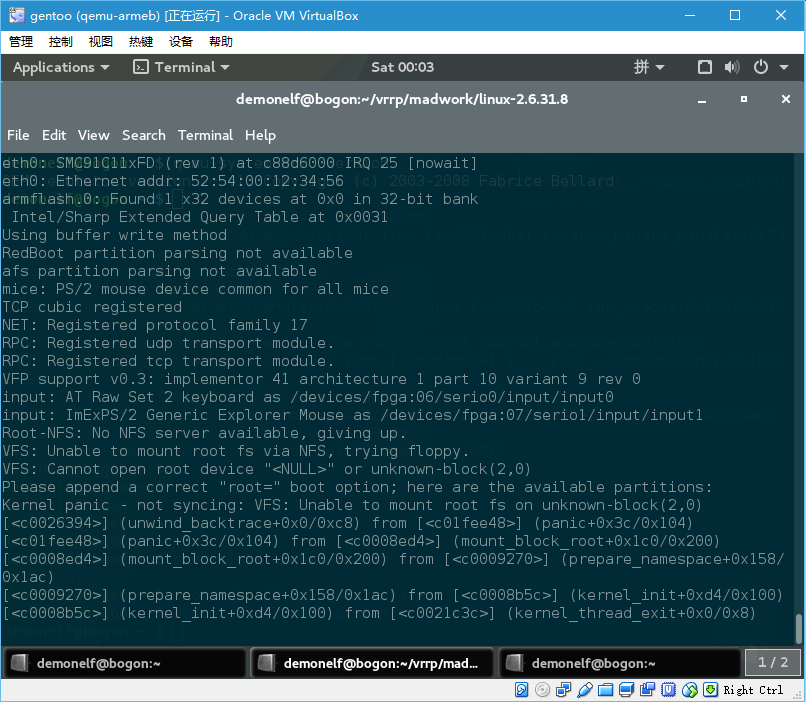 gentoo (qemu-armeb) [正在运行] - Oracle VM VirtualBox
管理 控制 视图 热键 设备 帮助
Applications Terminal Sat 00:03 拼
demonelf@bogon:~/vrrp/madwork/linux-2.6.31.8
File Edit View Search Terminal Help
eth0: SMC91C11xFD (rev 1) at c88d6000 IRQ 25 [nowait]
eth0: Ethernet addr: 52:54:00:12:34:56
armflash.0: Found 1 x32 devices at 0x0 in 32-bit bank
 Intel/Sharp Extended Query Table at 0x0031
Using buffer write method
RedBoot partition parsing not available
afs partition parsing not available
mice: PS/2 mouse device common for all mice
TCP cubic registered
NET: Registered protocol family 17
RPC: Registered udp transport module.
RPC: Registered tcp transport module.
VFP support v0.3: implementor 41 architecture 1 part 10 variant 9 rev 0
input: AT Raw Set 2 keyboard as /devices/fpga:06/serio0/input/input0
input: ImExPS/2 Generic Explorer Mouse as /devices/fpga:07/serio1/input/input1
Root-NFS: No NFS server available, giving up.
VFS: Unable to mount root fs via NFS, trying floppy.
VFS: Cannot open root device "<NULL>" or unknown-block(2,0)
Please append a correct "root=" boot option; here are the available partitions:
Kernel panic - not syncing: VFS: Unable to mount root fs on unknown-block(2,0)
[<c0026394>] (unwind_backtrace+0x0/0xc8) from [<c01fee48>] (panic+0x3c/0x104)
[<c01fee48>] (panic+0x3c/0x104) from [<c0008ed4>] (mount_block_root+0x1c0/0x200)
[<c0008ed4>] (mount_block_root+0x1c0/0x200) from [<c0009270>] (prepare_namespace+0x158/
0x1ac)
[<c0009270>] (prepare_namespace+0x158/0x1ac) from [<c0008b5c>] (kernel_init+0xd4/0x100)
[<c0008b5c>] (kernel_init+0xd4/0x100) from [<c0021c3c>] (kernel_thread_exit+0x0/0x8)
demonelf@bogon:~ demonelf@bogon:~/vrrp/mad... demonelf@bogon:~ 1 / 2
Right Ctrl